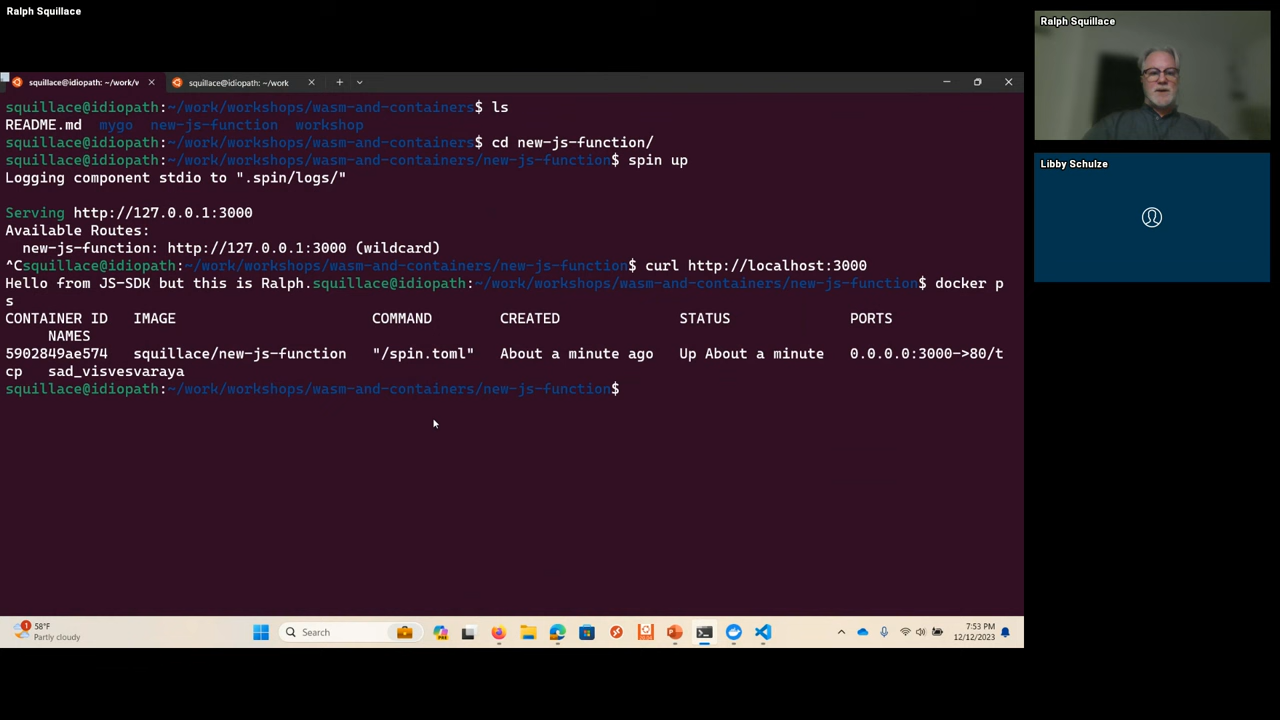 Ralph Squillace
squillace@idiopath: ~/work/v
squillace@idiopath: ~/work
squillace@idiopath:~/work/workshops/wasm-and-containers$ ls
README.md mygo new-js-function workshop
squillace@idiopath:~/work/workshops/wasm-and-containers$ cd new-js-function/
squillace@idiopath:~/work/workshops/wasm-and-containers/new-js-function$ spin up
Logging component stdio to ".spin/logs/"
Serving http://127.0.0.1:3000
Available Routes:
new-js-function: http://127.0.0.1:3000 (wildcard)
^Csquillace@idiopath:~/work/workshops/wasm-and-containers/new-js-function$ curl http://localhost:3000
Hello from JS-SDK but this is Ralph.squillace@idiopath:~/work/workshops/wasm-and-containers/new-js-function$ docker p
s
CONTAINER ID IMAGE COMMAND CREATED STATUS PORTS
NAMES
5902849ae574 squillace/new-js-function "/spin.toml" About a minute ago Up About a minute 0.0.0.0:3000->80/t
cp sad_visvesvaraya
squillace@idiopath:~/work/workshops/wasm-and-containers/new-js-function$
Ralph Squillace
Libby Schulze
1
58°F
Partly cloudy
Search
7:53 PM
12/12/2023